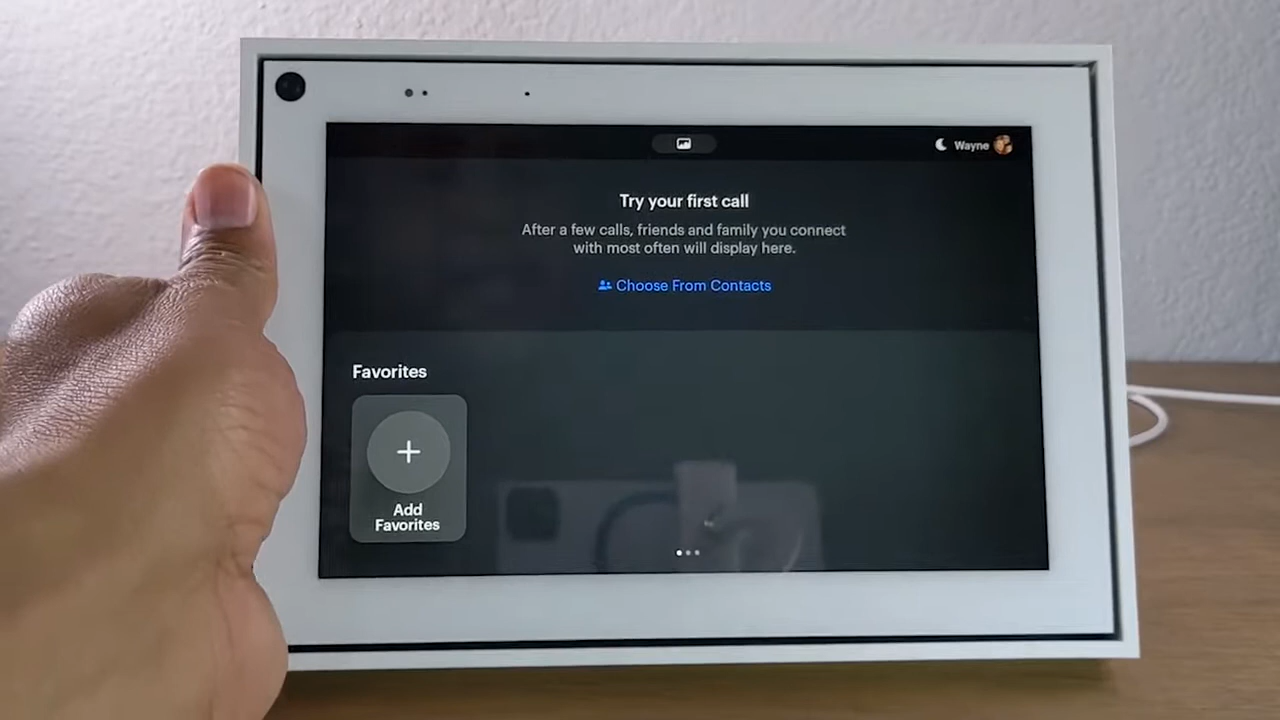 Wayne
Try your first call
After a few calls, friends and family you connect
with most often will display here.
Choose From Contacts
Favorites
Add
Favorites